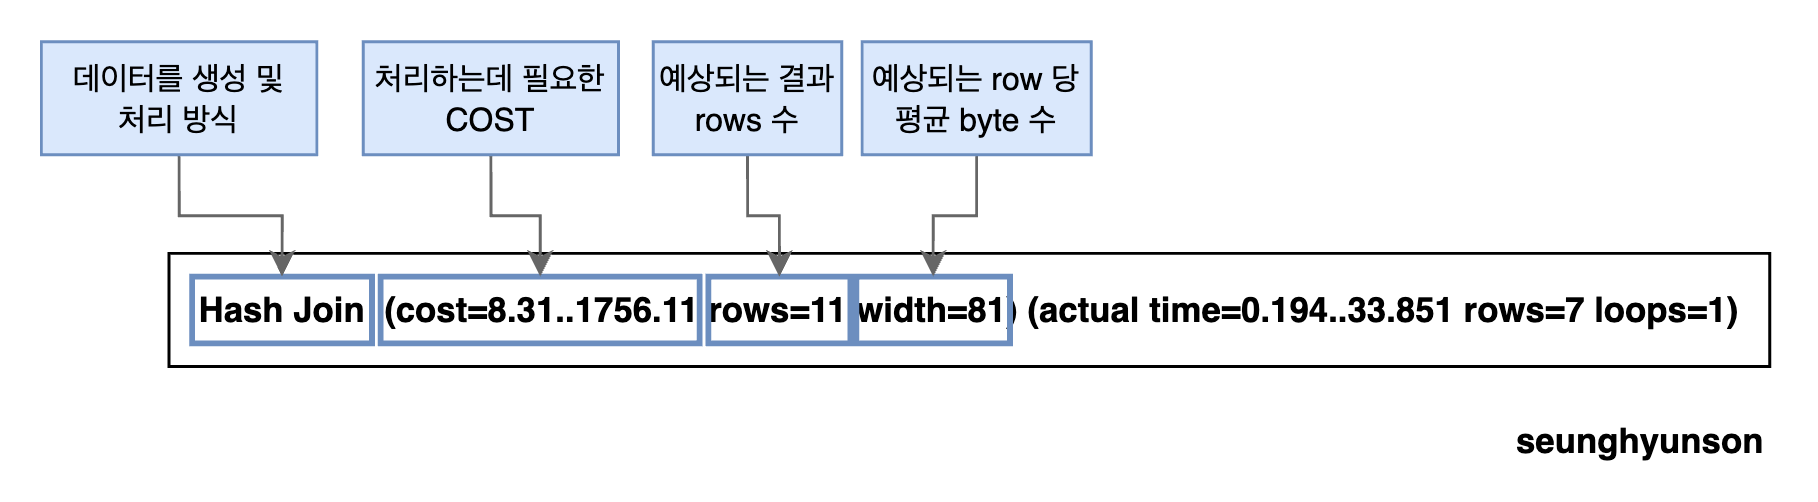 데이터를 생성 및
처리 방식
처리하는데 필요한
COST
예상되는 결과
rows 수
예상되는 row 당
평균 byte 수
Hash Join (cost=8.31..1756.11 rows=11 width=81) (actual time=0.194..33.851 rows=7 loops=1)
seunghyunson